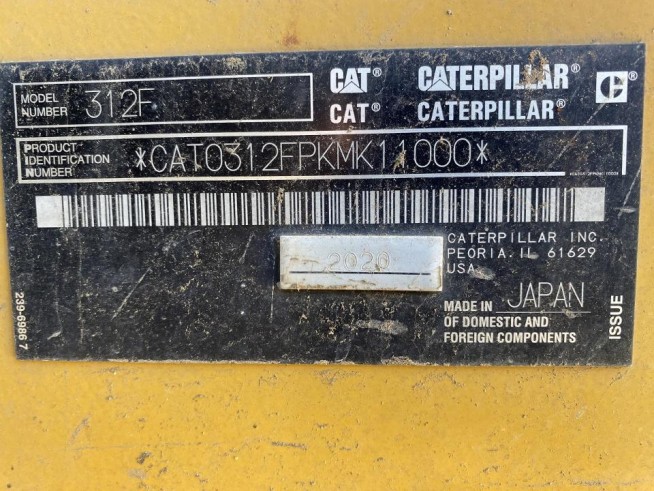 CAT® CATERPILLAR®
CAT® CATERPILLAR®
MODEL NUMBER 312F
PRODUCT IDENTIFICATION NUMBER *CAT0312FPKMK11000*
2020
CATERPILLAR INC.
PEORIA, IL 61629
USA
MADE IN JAPAN
OF DOMESTIC AND
FOREIGN COMPONENTS
ISSUE
239-6986 7